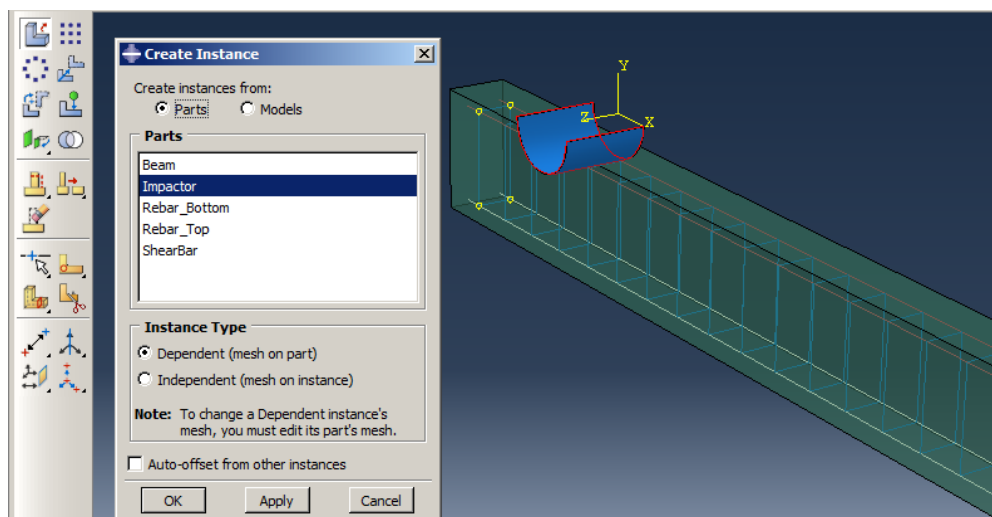 Create Instance
Create instances from:
Parts Models
Parts
Beam
Impactor
Rebar_Bottom
Rebar_Top
ShearBar
Instance Type
Dependent (mesh on part)
Independent (mesh on instance)
Note: To change a Dependent instance's
mesh, you must edit its part's mesh.
Auto-offset from other instances
OK Apply Cancel
Y
Z
X